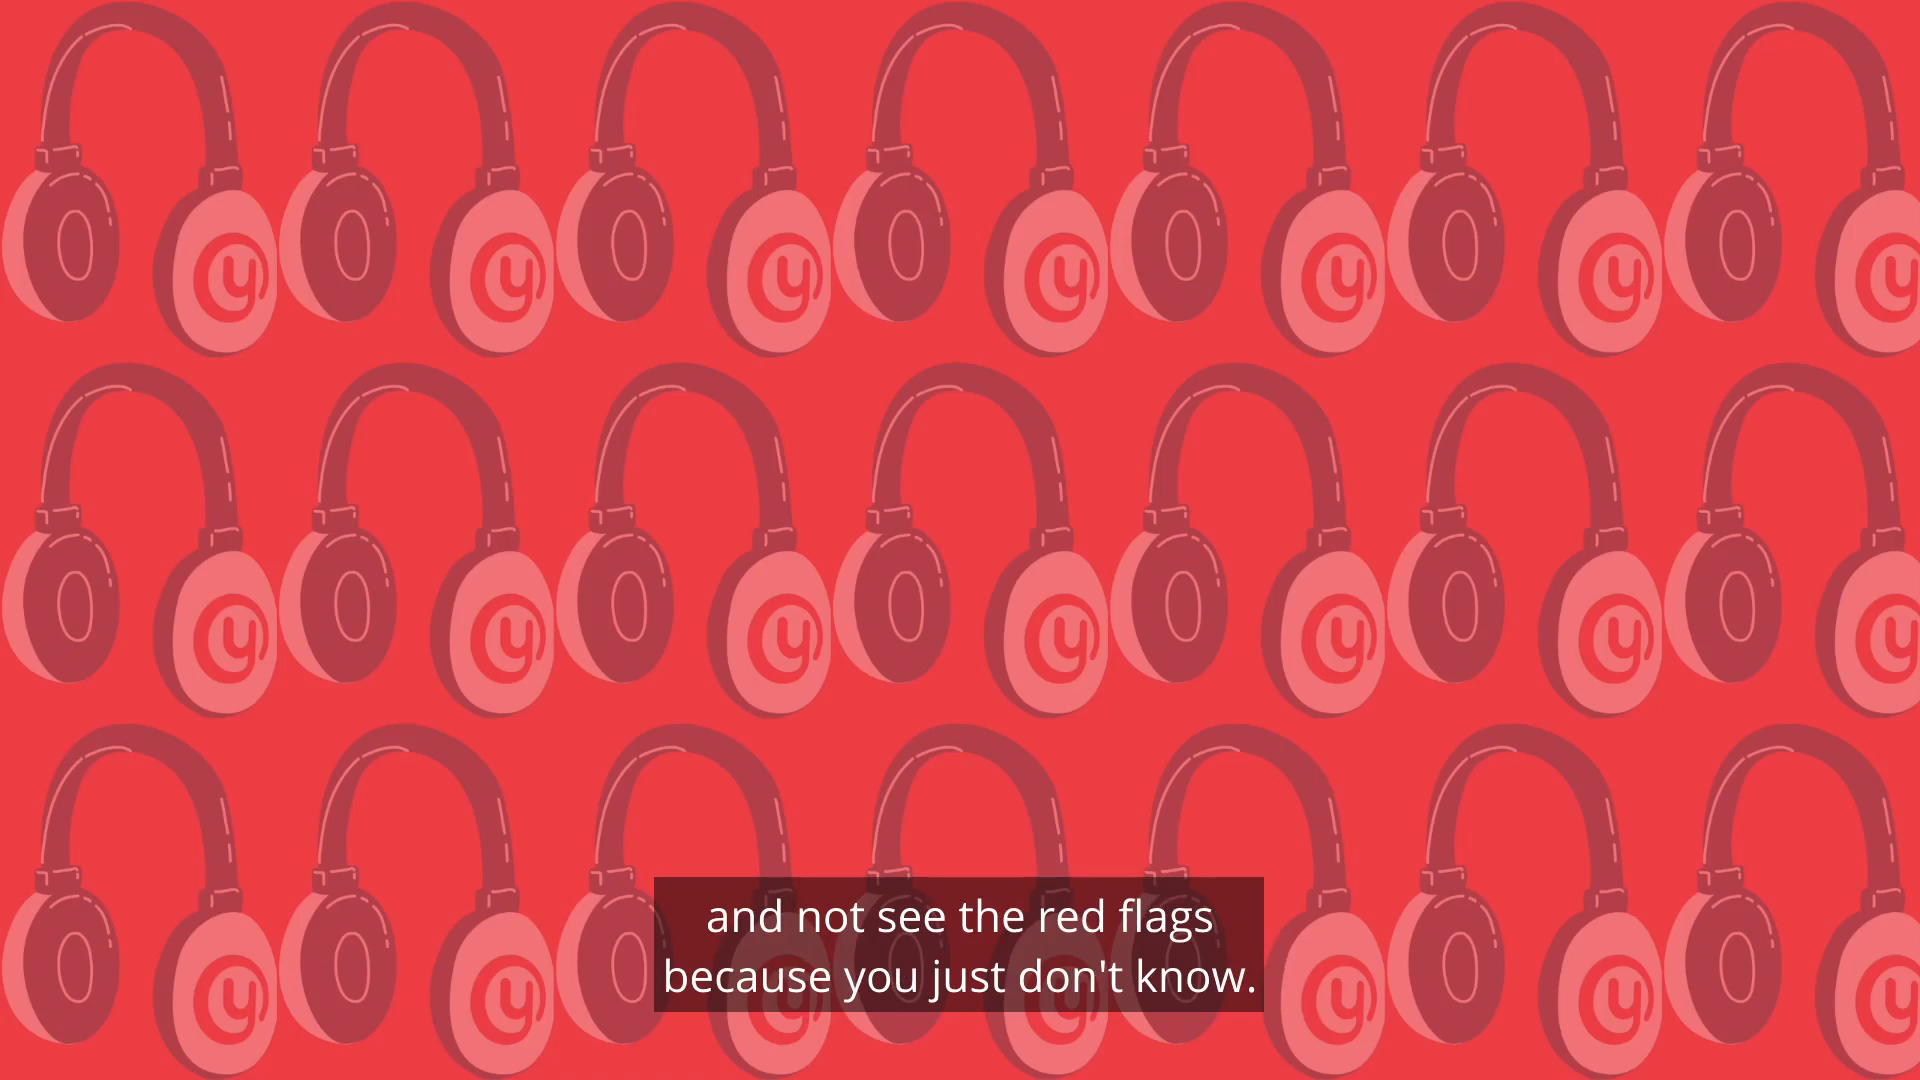 and not see the red flags
because you just don't know.